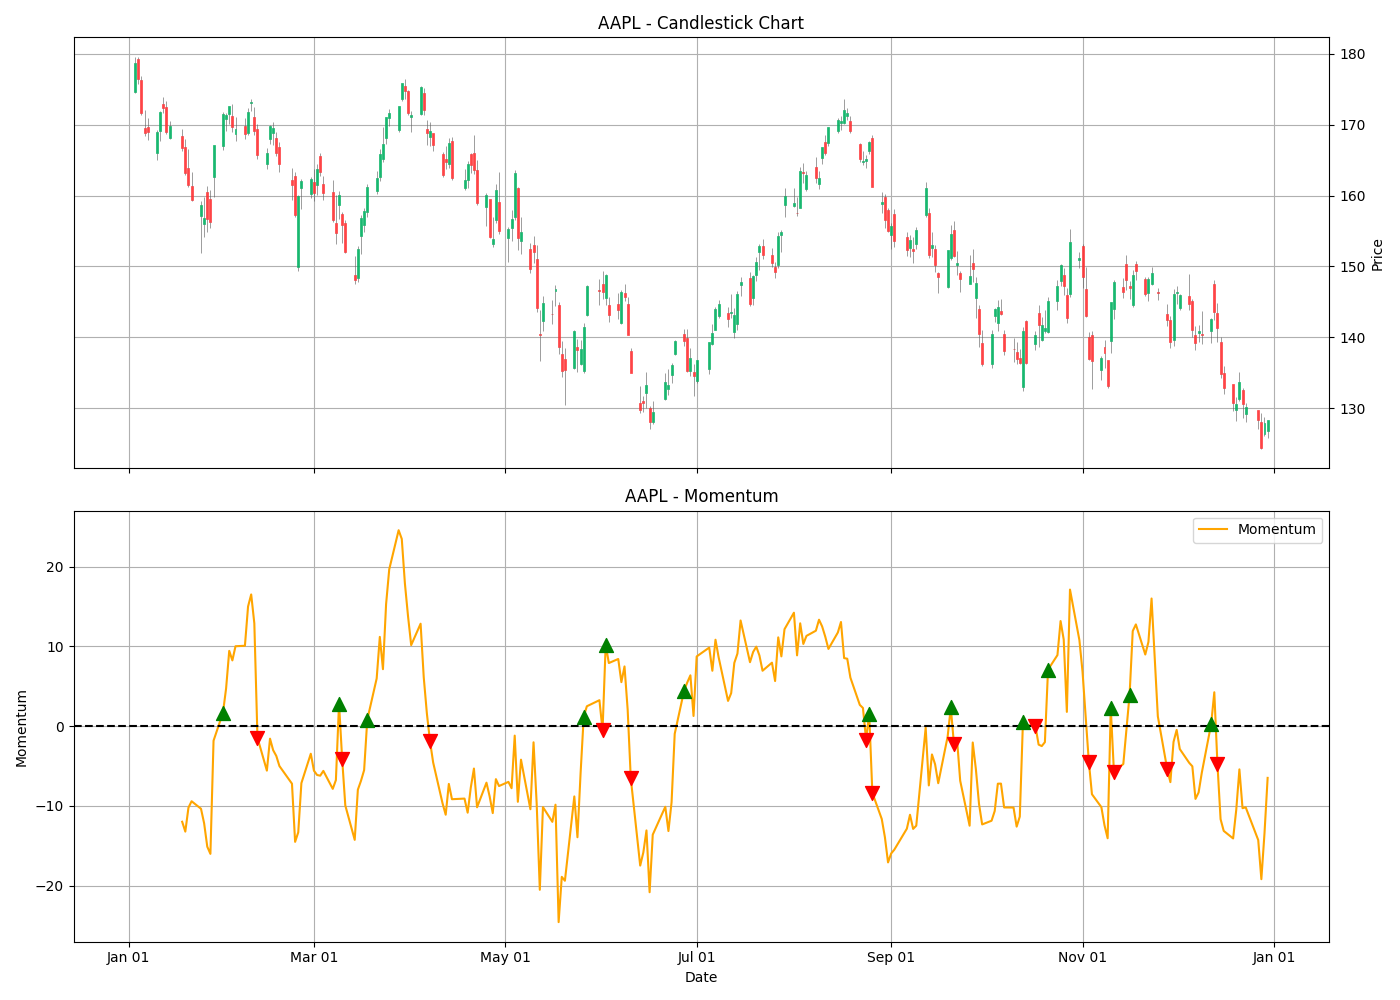 AAPL - Candlestick Chart
180
170
160
150
140
130
Price
AAPL - Momentum
Momentum
20
10
0
−10
−20
Momentum
Jan 01
Mar 01
May 01
Jul 01
Sep 01
Nov 01
Jan 01
Date